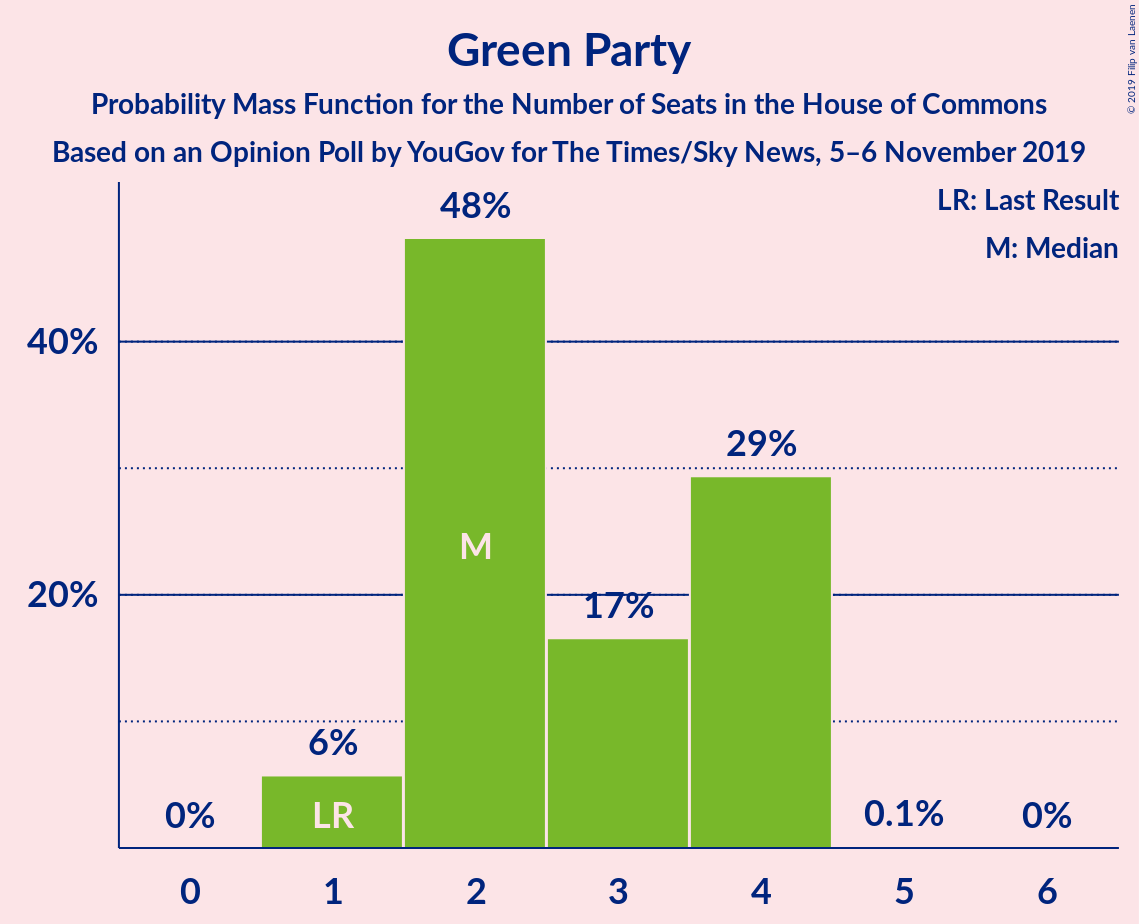 Green Party
Probability Mass Function for the Number of Seats in the House of Commons
Based on an Opinion Poll by YouGov for The Times/Sky News, 5–6 November 2019
© 2019 Filip van Laenen
LR: Last Result
M: Median
48%
40%
29%
M
20%
17%
6%
0%
LR
0.1%
0%
0 1 2 3 4 5 6